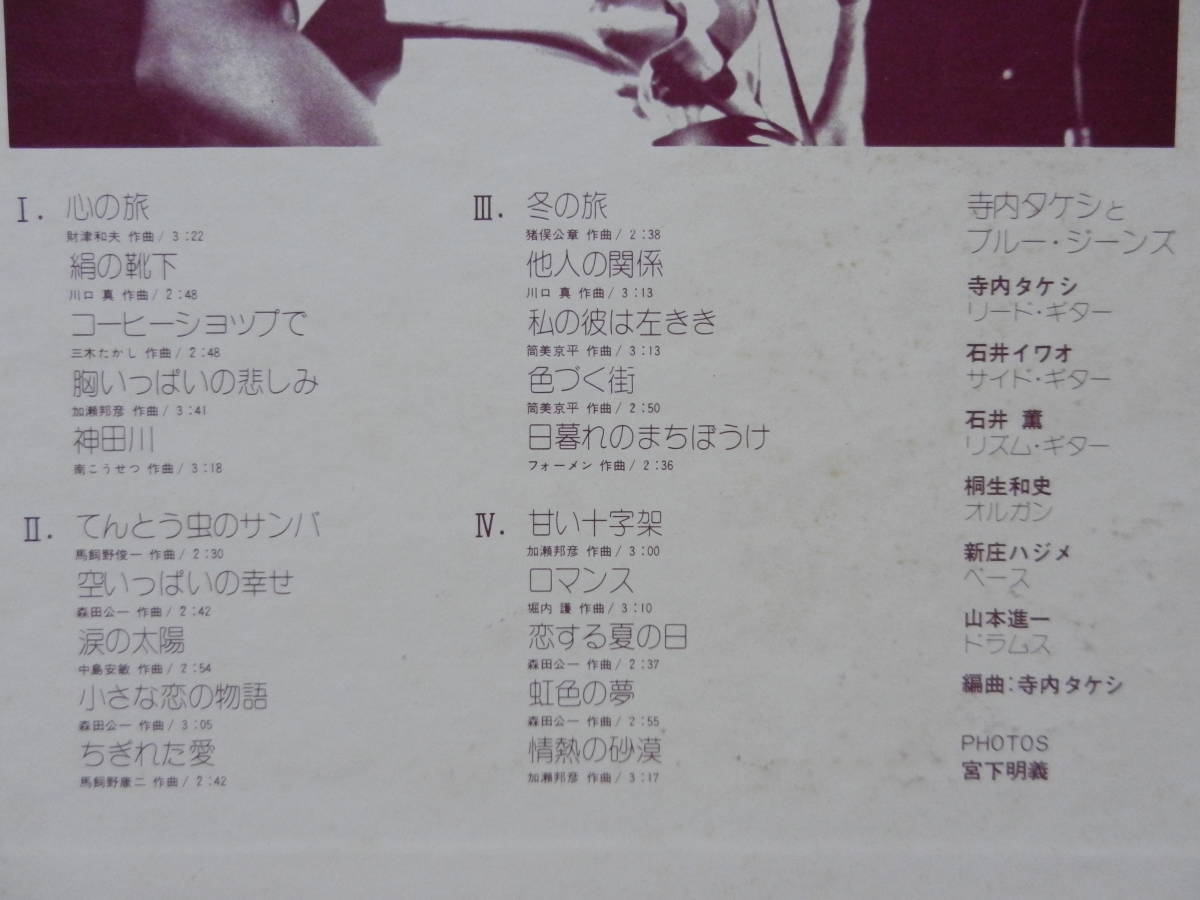 I. 心の旅
財津和夫 作曲/3:22
絹の靴下
川口 真 作曲/2:48
コーヒーショップで
三木たかし 作曲/2:48
胸いっぱいの悲しみ
加瀬邦彦 作曲/3:41
神田川
南こうせつ 作曲/3:18
II. てんとう虫のサンバ
馬飼野俊一 作曲/2:30
空いっぱいの幸せ
森田公一 作曲/2:42
涙の太陽
中島安敏 作曲/2:54
小さな恋の物語
森田公一 作曲/3:05
ちぎれた愛
馬飼野康二 作曲/2:42
III. 冬の旅
猪俣公章 作曲/2:38
他人の関係
川口 真 作曲/3:13
私の彼は左きき
筒美京平 作曲/3:13
色づく街
筒美京平 作曲/2:50
日暮れのまちぼうけ
フォーメン 作曲/2:36
IV. 甘い十字架
加瀬邦彦 作曲/3:00
ロマンス
堀内 護 作曲/3:10
恋する夏の日
森田公一 作曲/2:37
虹色の夢
森田公一 作曲/2:55
情熱の砂漠
加瀬邦彦 作曲/3:17
寺内タケシと
ブルー・ジーンズ
寺内タケシ
リード・ギター
石井イワオ
サイド・ギター
石井 薫
リズム・ギター
桐生和史
オルガン
新庄ハジメ
ベース
山本進一
ドラムス
編曲:寺内タケシ
PHOTOS
宮下明義